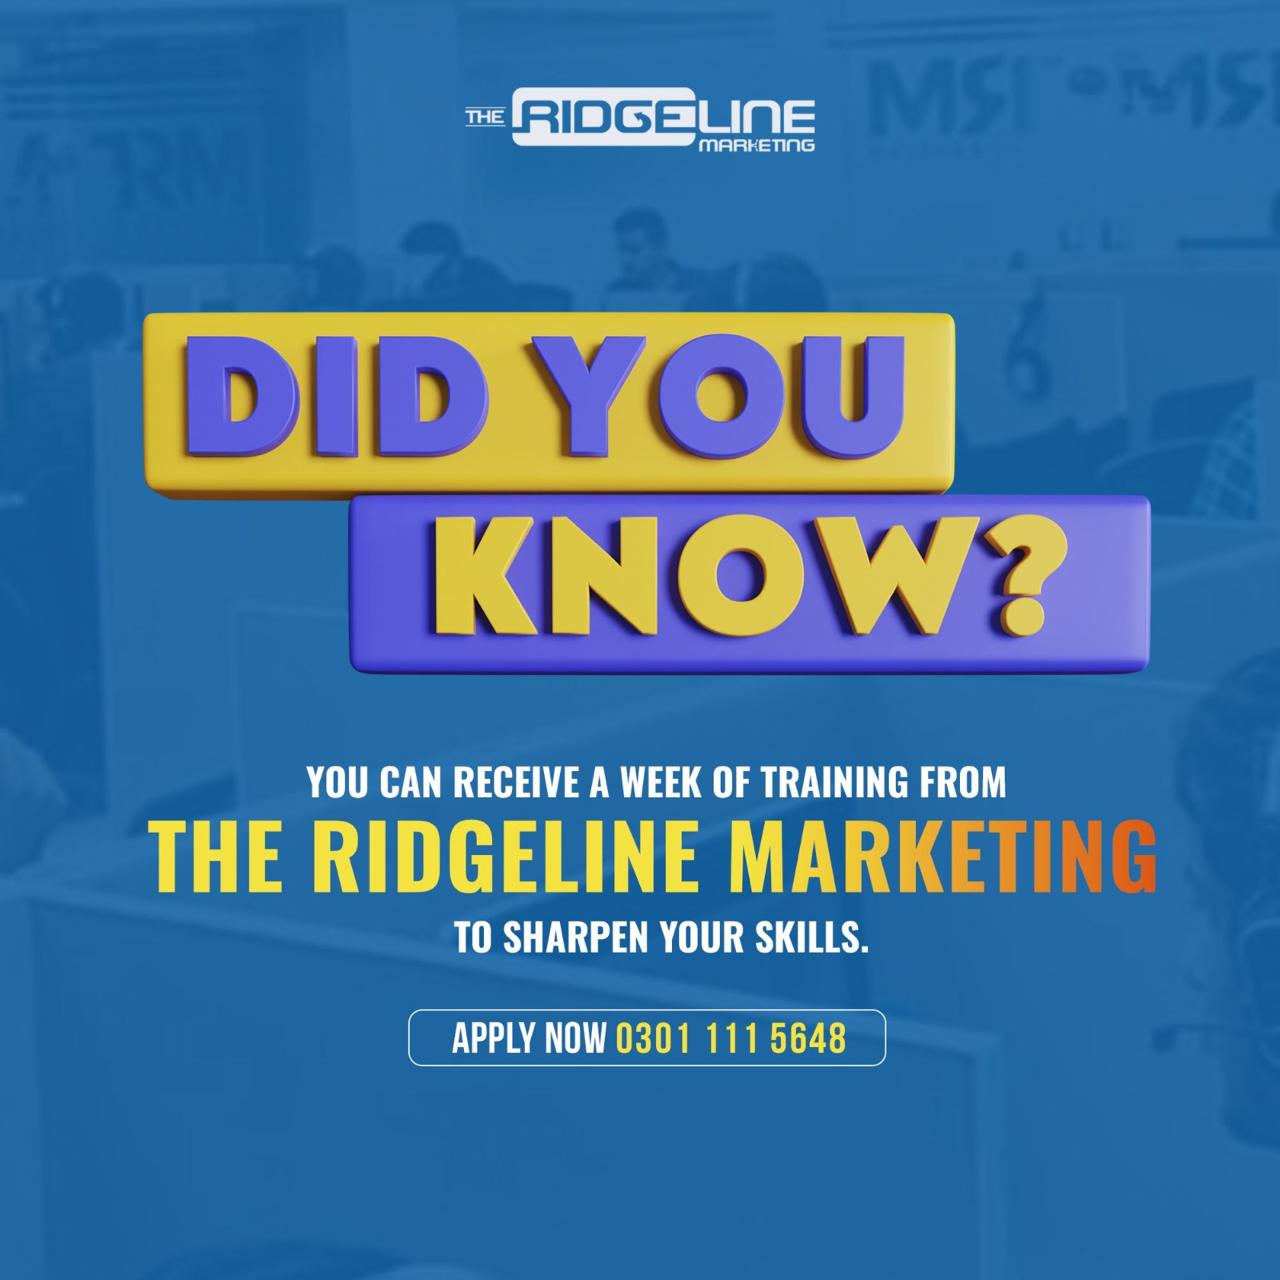 THE RIDGELINE
MARKETING
DID YOU
KNOW?
YOU CAN RECEIVE A WEEK OF TRAINING FROM
THE RIDGELINE MARKETING
TO SHARPEN YOUR SKILLS.
APPLY NOW 0301 111 5648